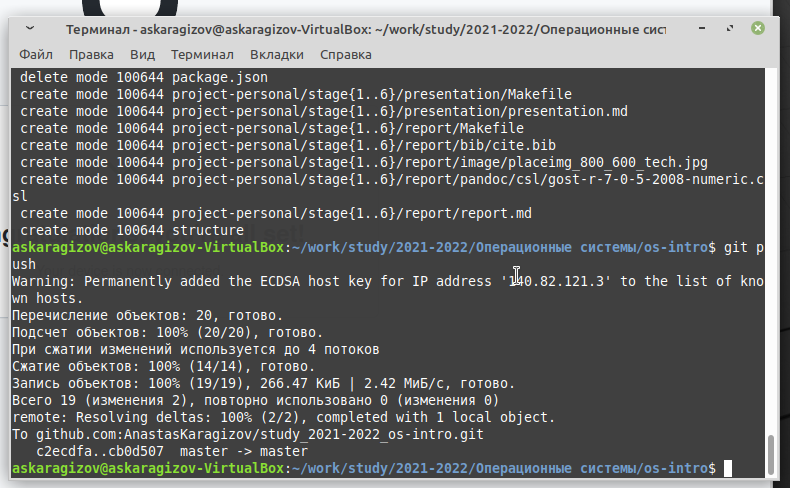 Терминал - askaragizov@askaragizov-VirtualBox: ~/work/study/2021-2022/Операционные сист
Файл Правка Вид Терминал Вкладки Справка
delete mode 100644 package.json
create mode 100644 project-personal/stage{1..6}/presentation/Makefile
create mode 100644 project-personal/stage{1..6}/presentation/presentation.md
create mode 100644 project-personal/stage{1..6}/report/Makefile
create mode 100644 project-personal/stage{1..6}/report/bib/cite.bib
create mode 100644 project-personal/stage{1..6}/report/image/placeimg_800_600_tech.jpg
create mode 100644 project-personal/stage{1..6}/report/pandoc/csl/gost-r-7-0-5-2008-numeric.c
sl
create mode 100644 project-personal/stage{1..6}/report/report.md
create mode 100644 structure
askaragizov@askaragizov-VirtualBox:~/work/study/2021-2022/Операционные системы/os-intro$ git p
ush
Warning: Permanently added the ECDSA host key for IP address '140.82.121.3' to the list of kno
wn hosts.
Перечисление объектов: 20, готово.
Подсчет объектов: 100% (20/20), готово.
При сжатии изменений используется до 4 потоков
Сжатие объектов: 100% (14/14), готово.
Запись объектов: 100% (19/19), 266.47 КиБ | 2.42 МиБ/с, готово.
Всего 19 (изменения 2), повторно использовано 0 (изменения 0)
remote: Resolving deltas: 100% (2/2), completed with 1 local object.
To github.com:AnastasKaragizov/study_2021-2022_os-intro.git
c2ecdfa..cb0d507 master -> master
askaragizov@askaragizov-VirtualBox:~/work/study/2021-2022/Операционные системы/os-intro$